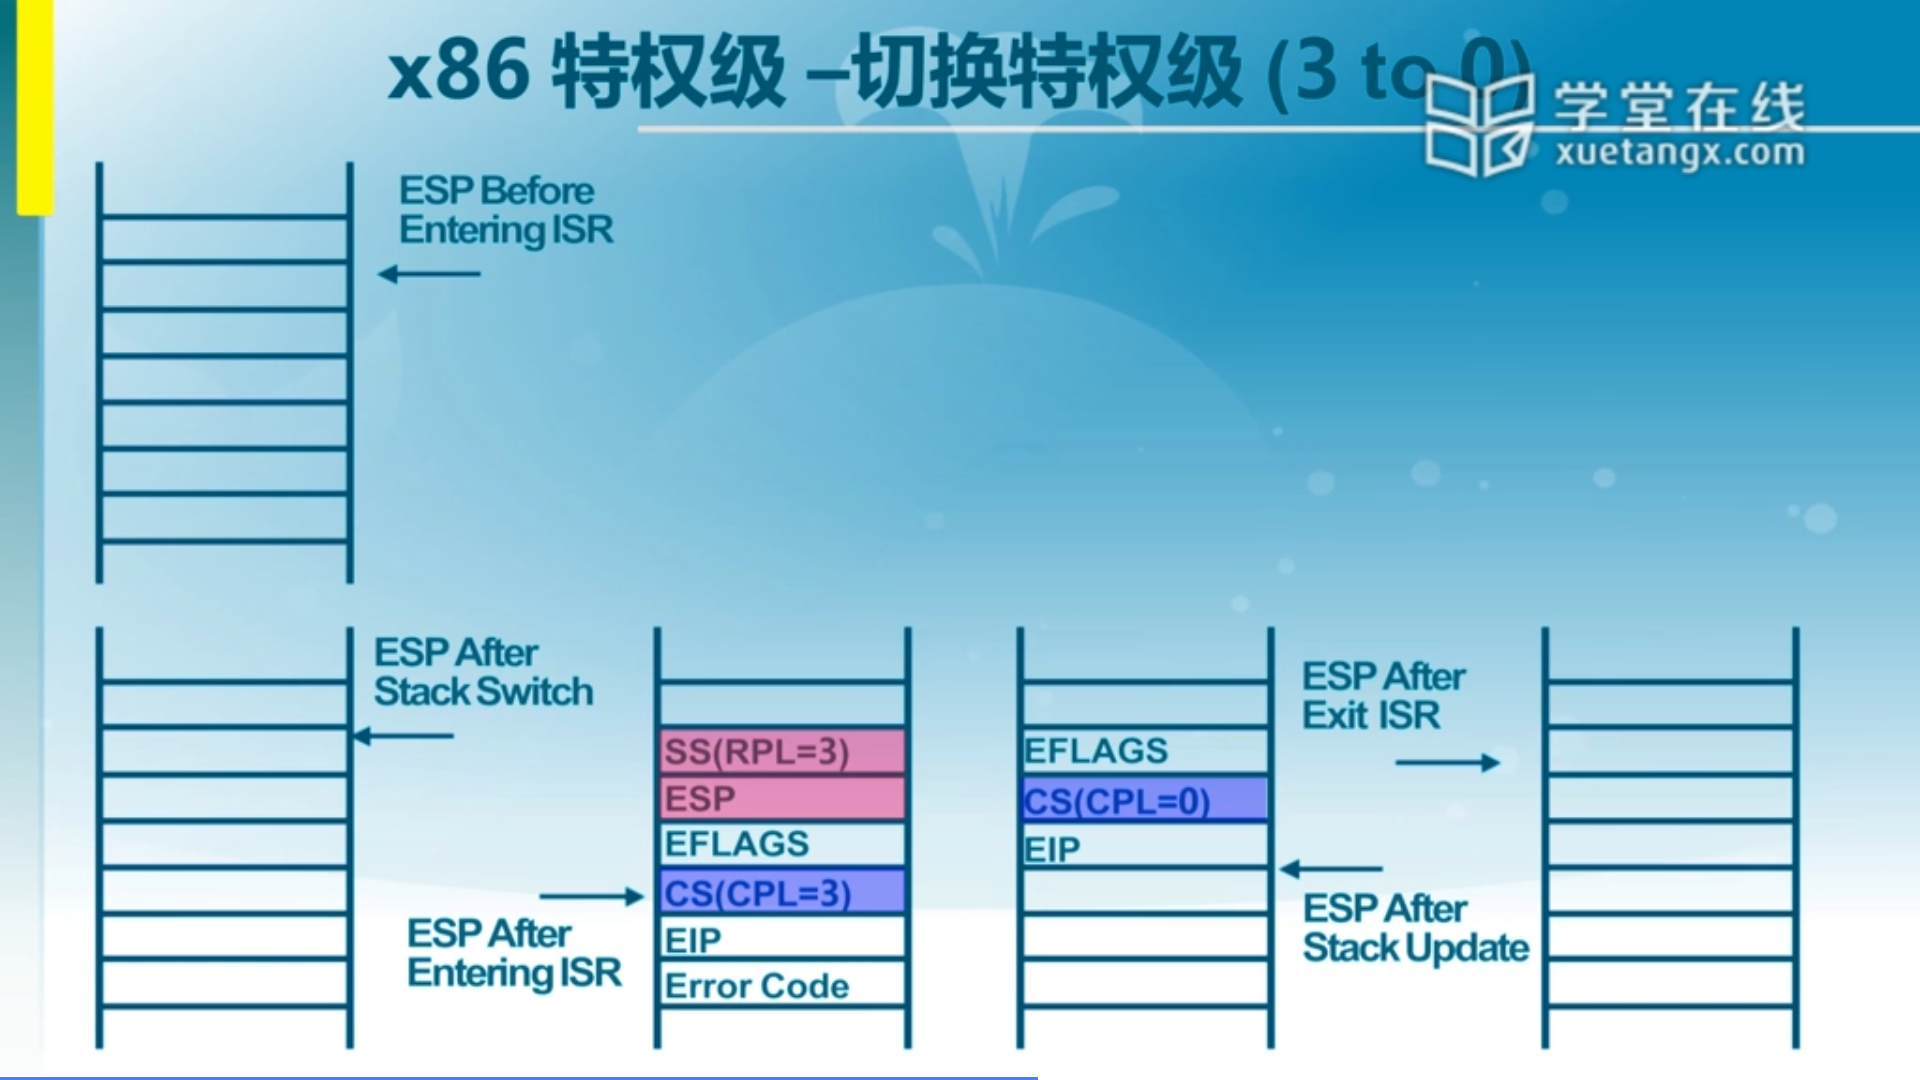 x86 特权级 –切换特权级 (3 to 0)
学堂在线
xuetangx.com
ESP Before
Entering ISR
ESP After
Stack Switch
ESP After
Entering ISR
SS(RPL=3)
ESP
EFLAGS
CS(CPL=3)
EIP
Error Code
EFLAGS
CS(CPL=0)
EIP
ESP After
Exit ISR
ESP After
Stack Update